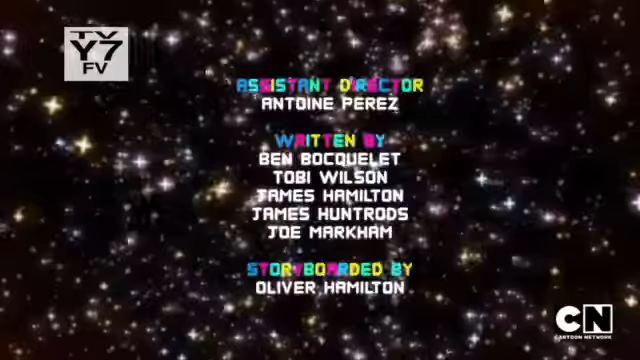 TV
Y7
FV
ASSISTANT DIRECTOR
ANTOINE PEREZ
WRITTEN BY
BEN BOCQUELET
TOBI WILSON
JAMES HAMILTON
JAMES HUNTRODS
JOE MARKHAM
STORYBOARDED BY
OLIVER HAMILTON
CN
CARTOON NETWORK